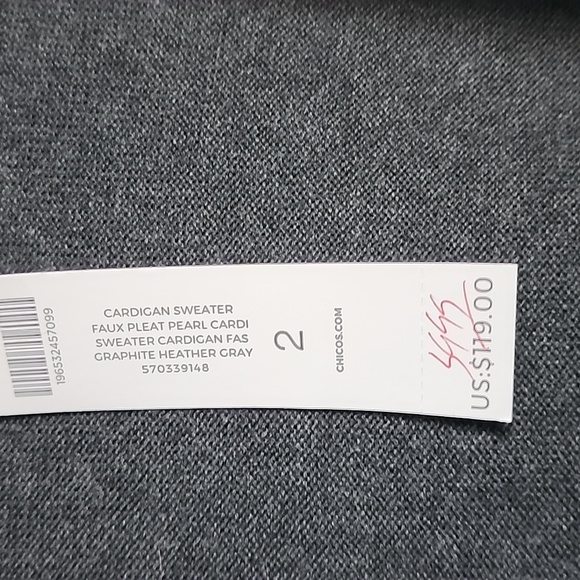 196532457099
CARDIGAN SWEATER
FAUX PLEAT PEARL CARDI
SWEATER CARDIGAN FAS
GRAPHITE HEATHER GRAY
570339148
2
CHICOS.COM
US:$119.00